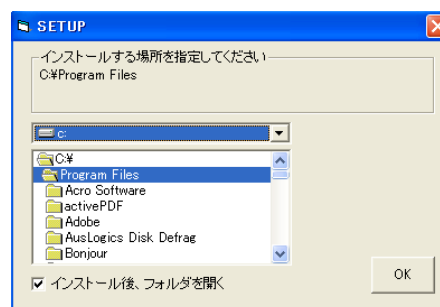 SETUP
インストールする場所を指定してください
C:¥Program Files
c:
C:¥
Program Files
Acro Software
activePDF
Adobe
AusLogics Disk Defrag
Bonjour
インストール後、フォルダを開く
OK